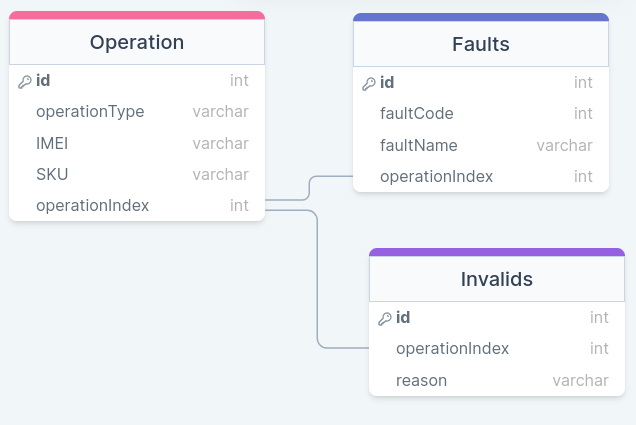 Operation
id int
operationType varchar
IMEI varchar
SKU varchar
operationIndex int
Faults
id int
faultCode int
faultName varchar
operationIndex int
Invalids
id int
operationIndex int
reason varchar